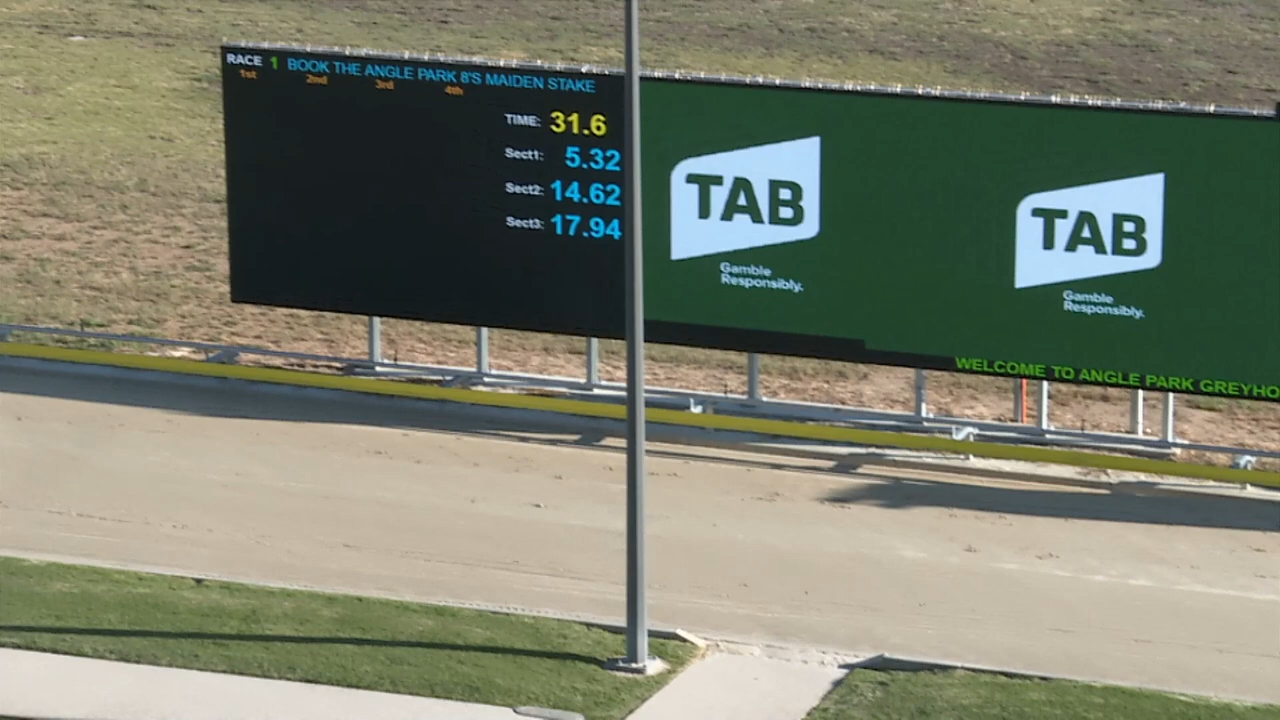 RACE 1 BOOK THE ANGLE PARK 8'S MAIDEN STAKE
1st 2nd 3rd 4th
TIME: 31.6
Sect1: 5.32
Sect2: 14.62
Sect3: 17.94
TAB
Gamble
Responsibly.
TAB
Gamble
Responsibly.
WELCOME TO ANGLE PARK GREYHO